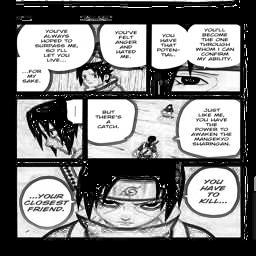 YOU'LL
BECOME THE
ONE THROUGH
WHOM I CAN
CONFIRM
MY ABILITY.
YOU
HAVE
THAT
POTEN-
TIAL.
YOU'VE
FELT
ANGER
AND
HATED
ME.
YOU'VE
ALWAYS
HOPED TO
SURPASS ME,
SO I'LL
LET YOU
LIVE...
...FOR
MY
SAKE.
JUST
LIKE ME,
YOU HAVE
THE
POWER TO
AWAKEN THE
MANGEKYO
SHARINGAN.
BUT
THERE'S
A
CATCH.
YOU
HAVE TO
KILL...
...YOUR
CLOSEST
FRIEND.